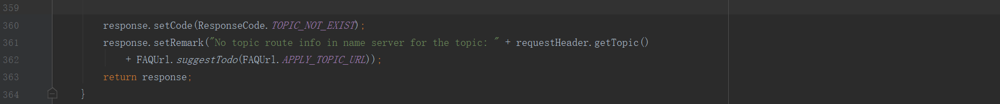 359
360 response.setCode(ResponseCode.TOPIC_NOT_EXIST);
361 response.setRemark("No topic route info in name server for the topic: " + requestHeader.getTopic()
362 + FAQUrl.suggestTodo(FAQUrl.APPLY_TOPIC_URL));
363 return response;
364 }